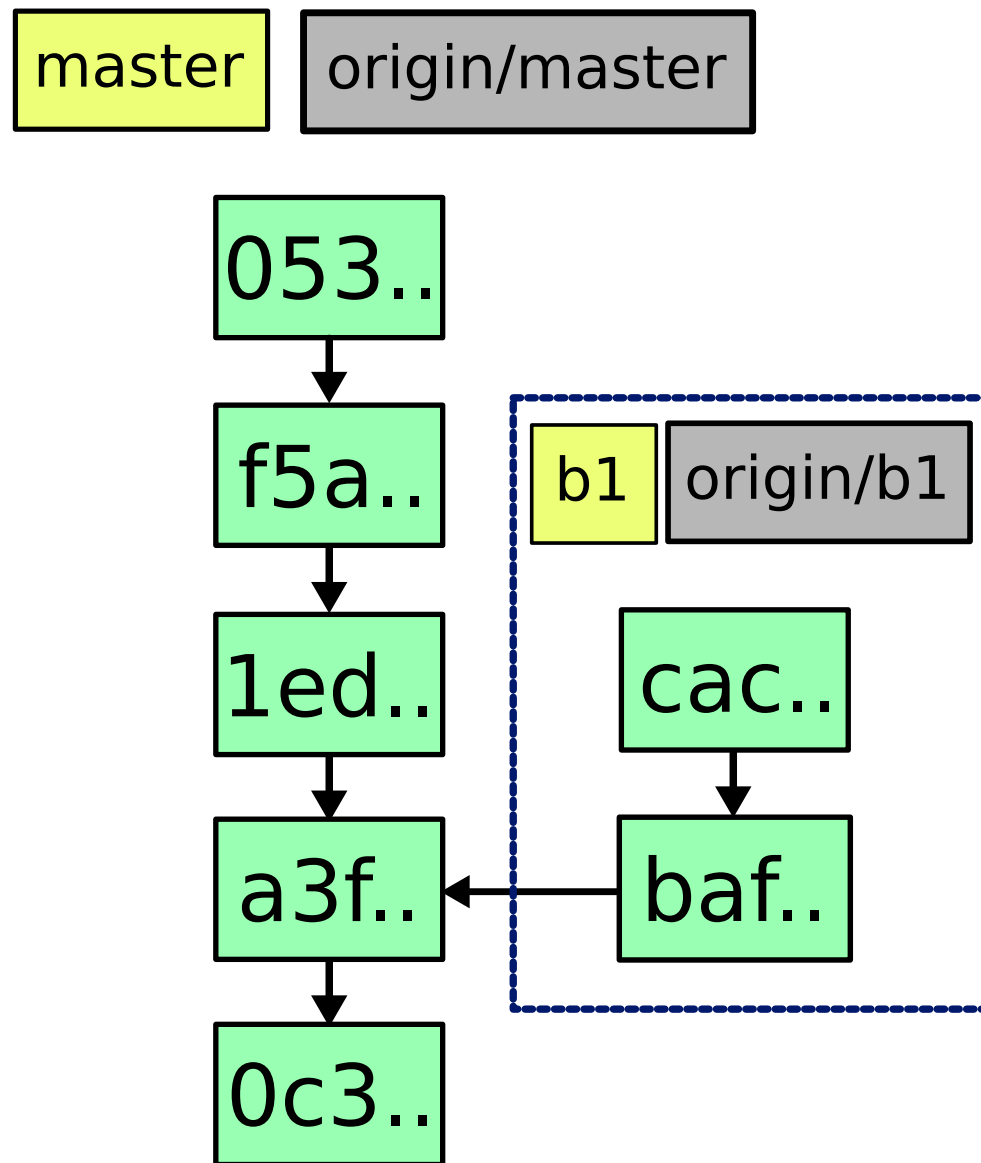 master
origin/master
053..
f5a..
b1
origin/b1
1ed..
cac..
a3f..
baf..
0c3..